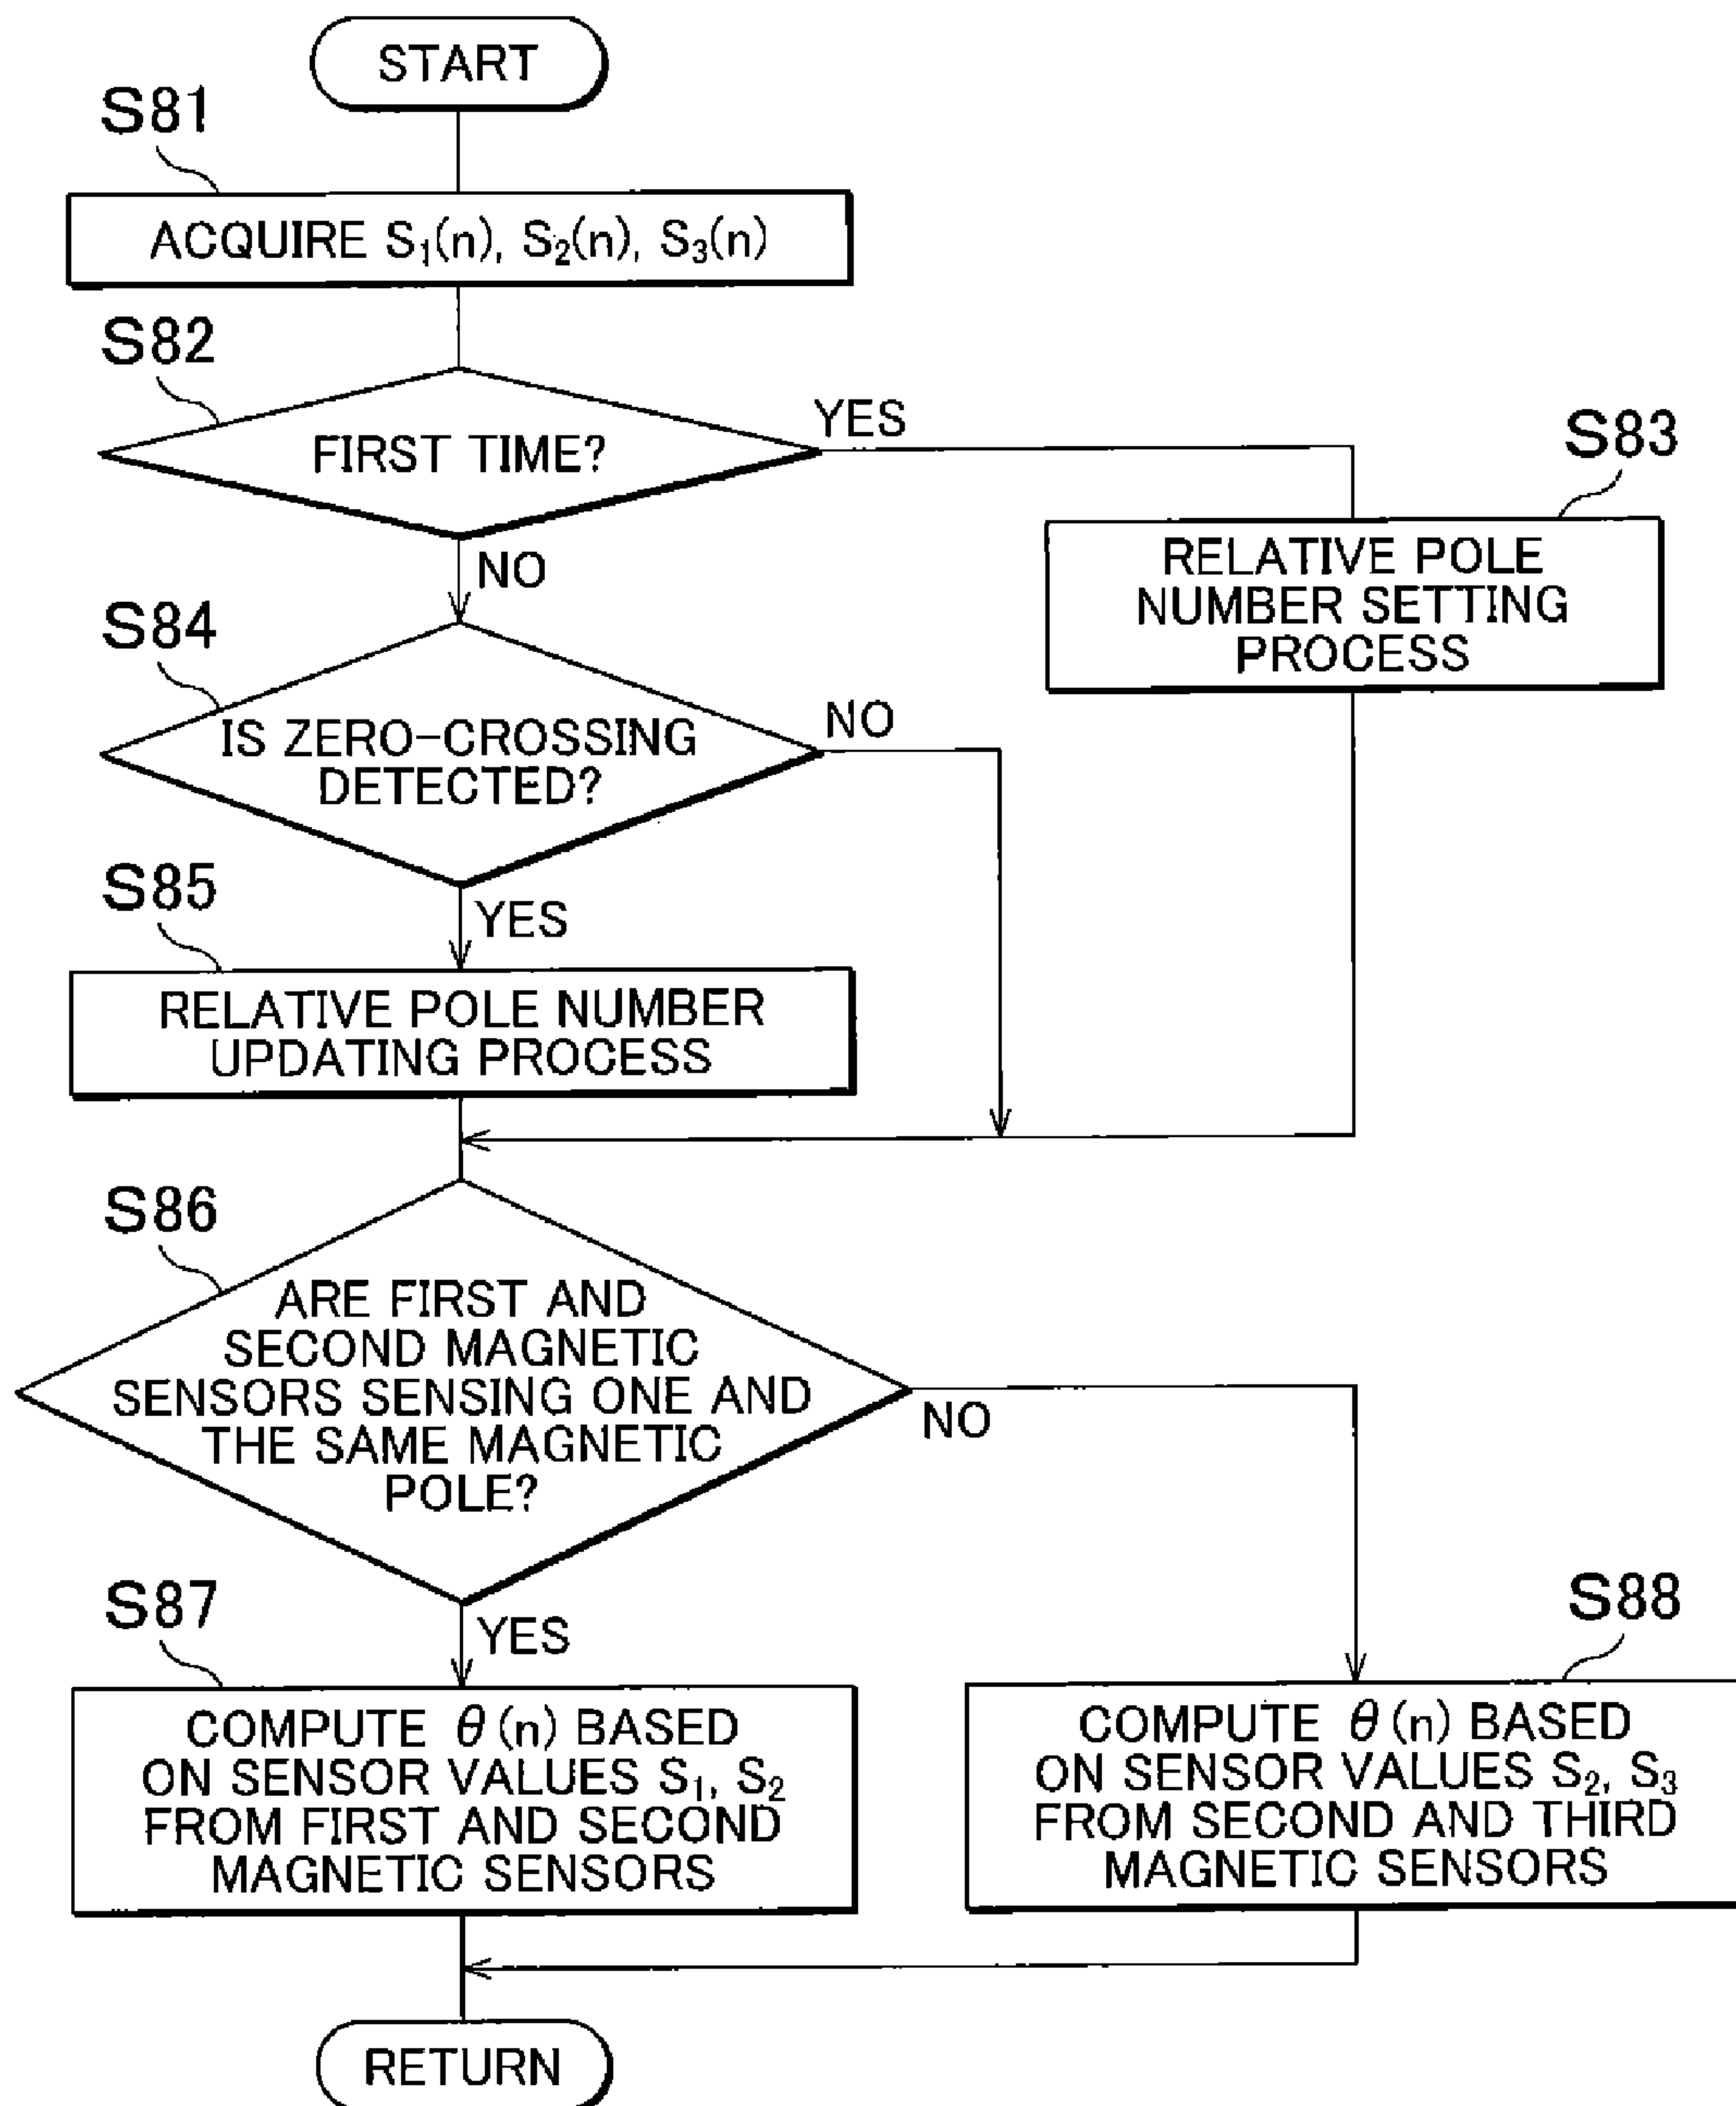 START
S81
ACQUIRE S₁(n), S₂(n), S₃(n)
S82
FIRST TIME?
YES
NO
S83
RELATIVE POLE
NUMBER SETTING
PROCESS
S84
IS ZERO-CROSSING
DETECTED?
NO
YES
S85
RELATIVE POLE NUMBER
UPDATING PROCESS
S86
ARE FIRST AND
SECOND MAGNETIC
SENSORS SENSING ONE AND
THE SAME MAGNETIC
POLE?
NO
YES
S87
COMPUTE θ(n) BASED
ON SENSOR VALUES S₁, S₂
FROM FIRST AND SECOND
MAGNETIC SENSORS
S88
COMPUTE θ(n) BASED
ON SENSOR VALUES S₂, S₃
FROM SECOND AND THIRD
MAGNETIC SENSORS
RETURN